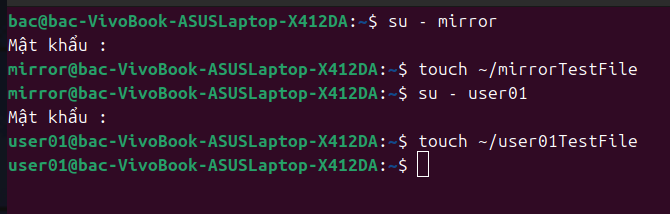 bac@bac-VivoBook-ASUSLaptop-X412DA:~$ su - mirror
Mật khẩu :
mirror@bac-VivoBook-ASUSLaptop-X412DA:~$ touch ~/mirrorTestFile
mirror@bac-VivoBook-ASUSLaptop-X412DA:~$ su - user01
Mật khẩu :
user01@bac-VivoBook-ASUSLaptop-X412DA:~$ touch ~/user01TestFile
user01@bac-VivoBook-ASUSLaptop-X412DA:~$